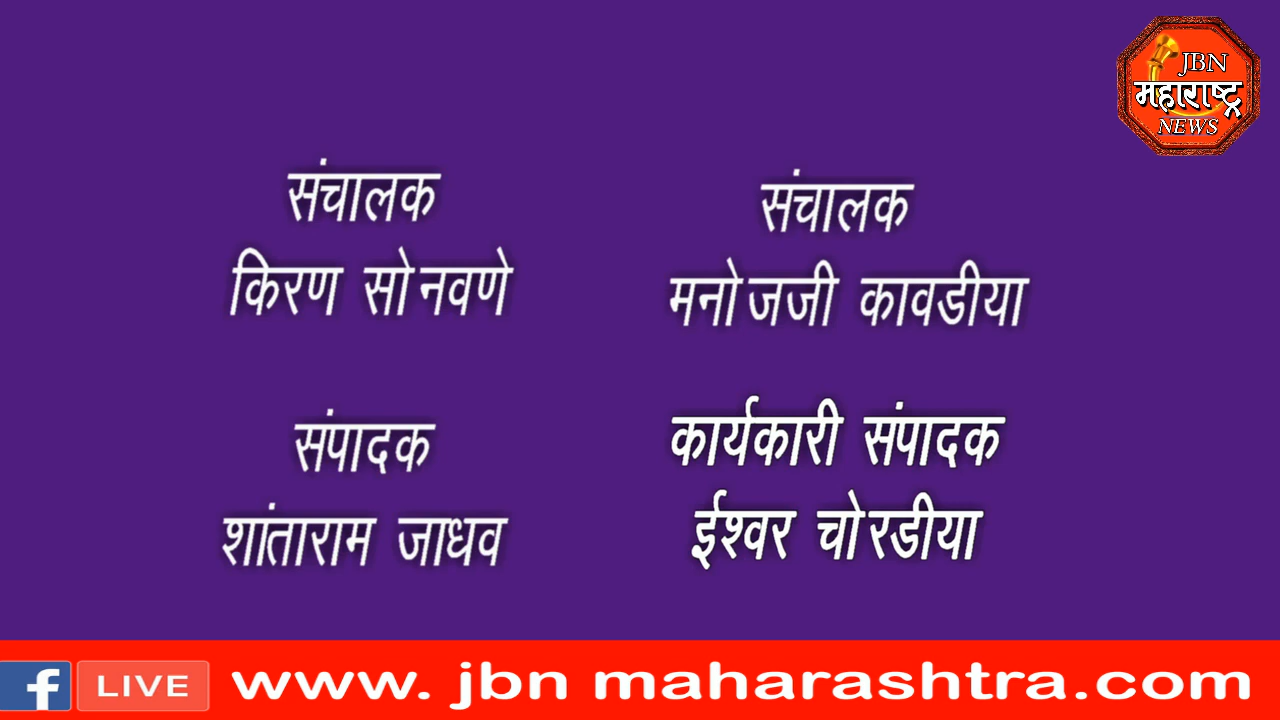 JBN
महाराष्ट्र
NEWS
संचालक
किरण सोनवणे
संचालक
मनोजजी कावडीया
संपादक
शांताराम जाधव
कार्यकारी संपादक
ईश्वर चोरडीया
f LIVE www. jbn maharashtra.com